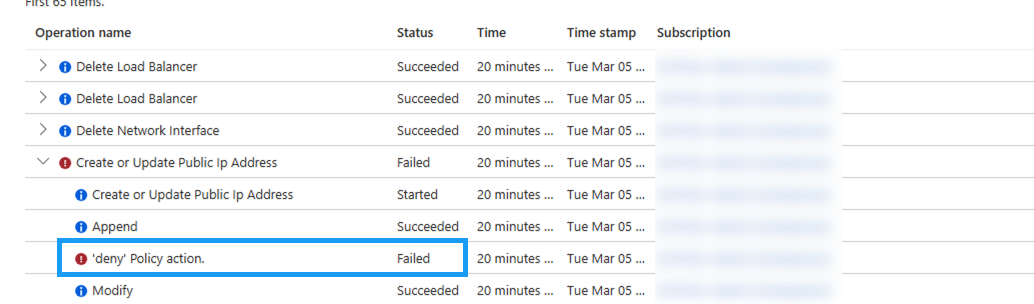 First 65 items.
Operation name Status Time Time stamp Subscription
Delete Load Balancer Succeeded 20 minutes ... Tue Mar 05 ...
Delete Load Balancer Succeeded 20 minutes ... Tue Mar 05 ...
Delete Network Interface Succeeded 20 minutes ... Tue Mar 05 ...
Create or Update Public Ip Address Failed 20 minutes ... Tue Mar 05 ...
Create or Update Public Ip Address Started 20 minutes ... Tue Mar 05 ...
Append Succeeded 20 minutes ... Tue Mar 05 ...
'deny' Policy action. Failed 20 minutes ... Tue Mar 05 ...
Modify Succeeded 20 minutes ... Tue Mar 05 ...